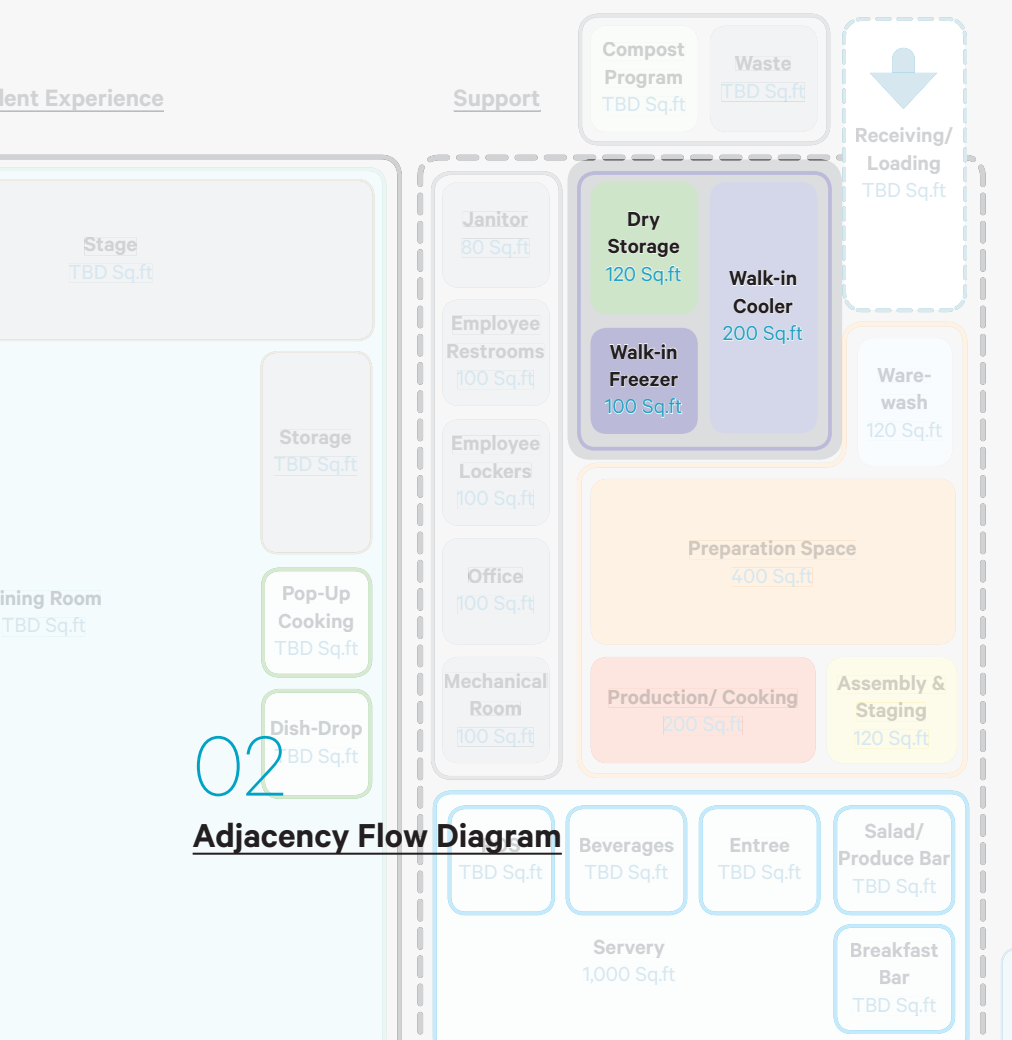 Compost
Program
TBD Sq.ft
Waste
TBD Sq.ft
Receiving/
Loading
TBD Sq.ft
lent Experience
Support
Stage
TBD Sq.ft
Storage
TBD Sq.ft
ining Room
TBD Sq.ft
Pop-Up
Cooking
TBD Sq.ft
Dish-Drop
TBD Sq.ft
Janitor
80 Sq.ft
Employee
Restrooms
100 Sq.ft
Employee
Lockers
100 Sq.ft
Office
100 Sq.ft
Mechanical
Room
100 Sq.ft
Dry
Storage
120 Sq.ft
Walk-in
Freezer
100 Sq.ft
Walk-in
Cooler
200 Sq.ft
Ware-
wash
120 Sq.ft
Preparation Space
400 Sq.ft
Production/ Cooking
200 Sq.ft
Assembly &
Staging
120 Sq.ft
02
Adjacency Flow Diagram
TBD Sq.ft
Beverages
TBD Sq.ft
Entree
TBD Sq.ft
Salad/
Produce Bar
TBD Sq.ft
Servery
1,000 Sq.ft
Breakfast
Bar
TBD Sq.ft